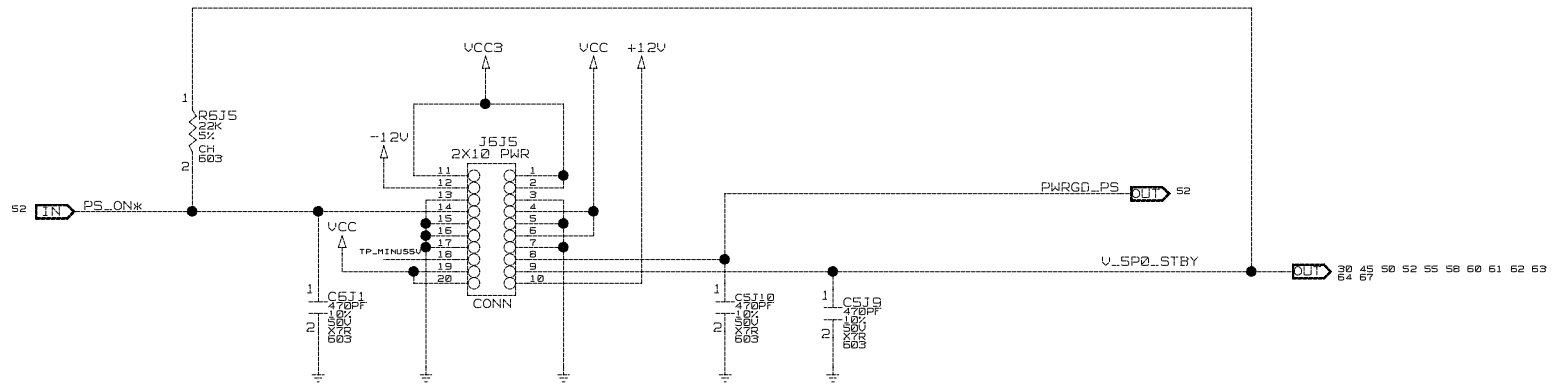 VCC3
VCC
+12V
1
R6J5
22K
5%
CH
603
2
-12V
J6J5
2X10 PWR
11
12
13
14
15
16
17
18
19
20
1
2
3
4
5
6
7
8
9
10
CONN
52
IN
PS_ON*
VCC
TP_MINUS5V
PWRGD_PS
OUT
52
V_5P0_STBY
OUT
30 45 50 52 55 58 60 61 62 63
64 67
1
C6J1
470PF
10%
50V
X7R
603
2
1
C5J10
470PF
10%
50V
X7R
603
2
1
C5J9
470PF
10%
50V
X7R
603
2